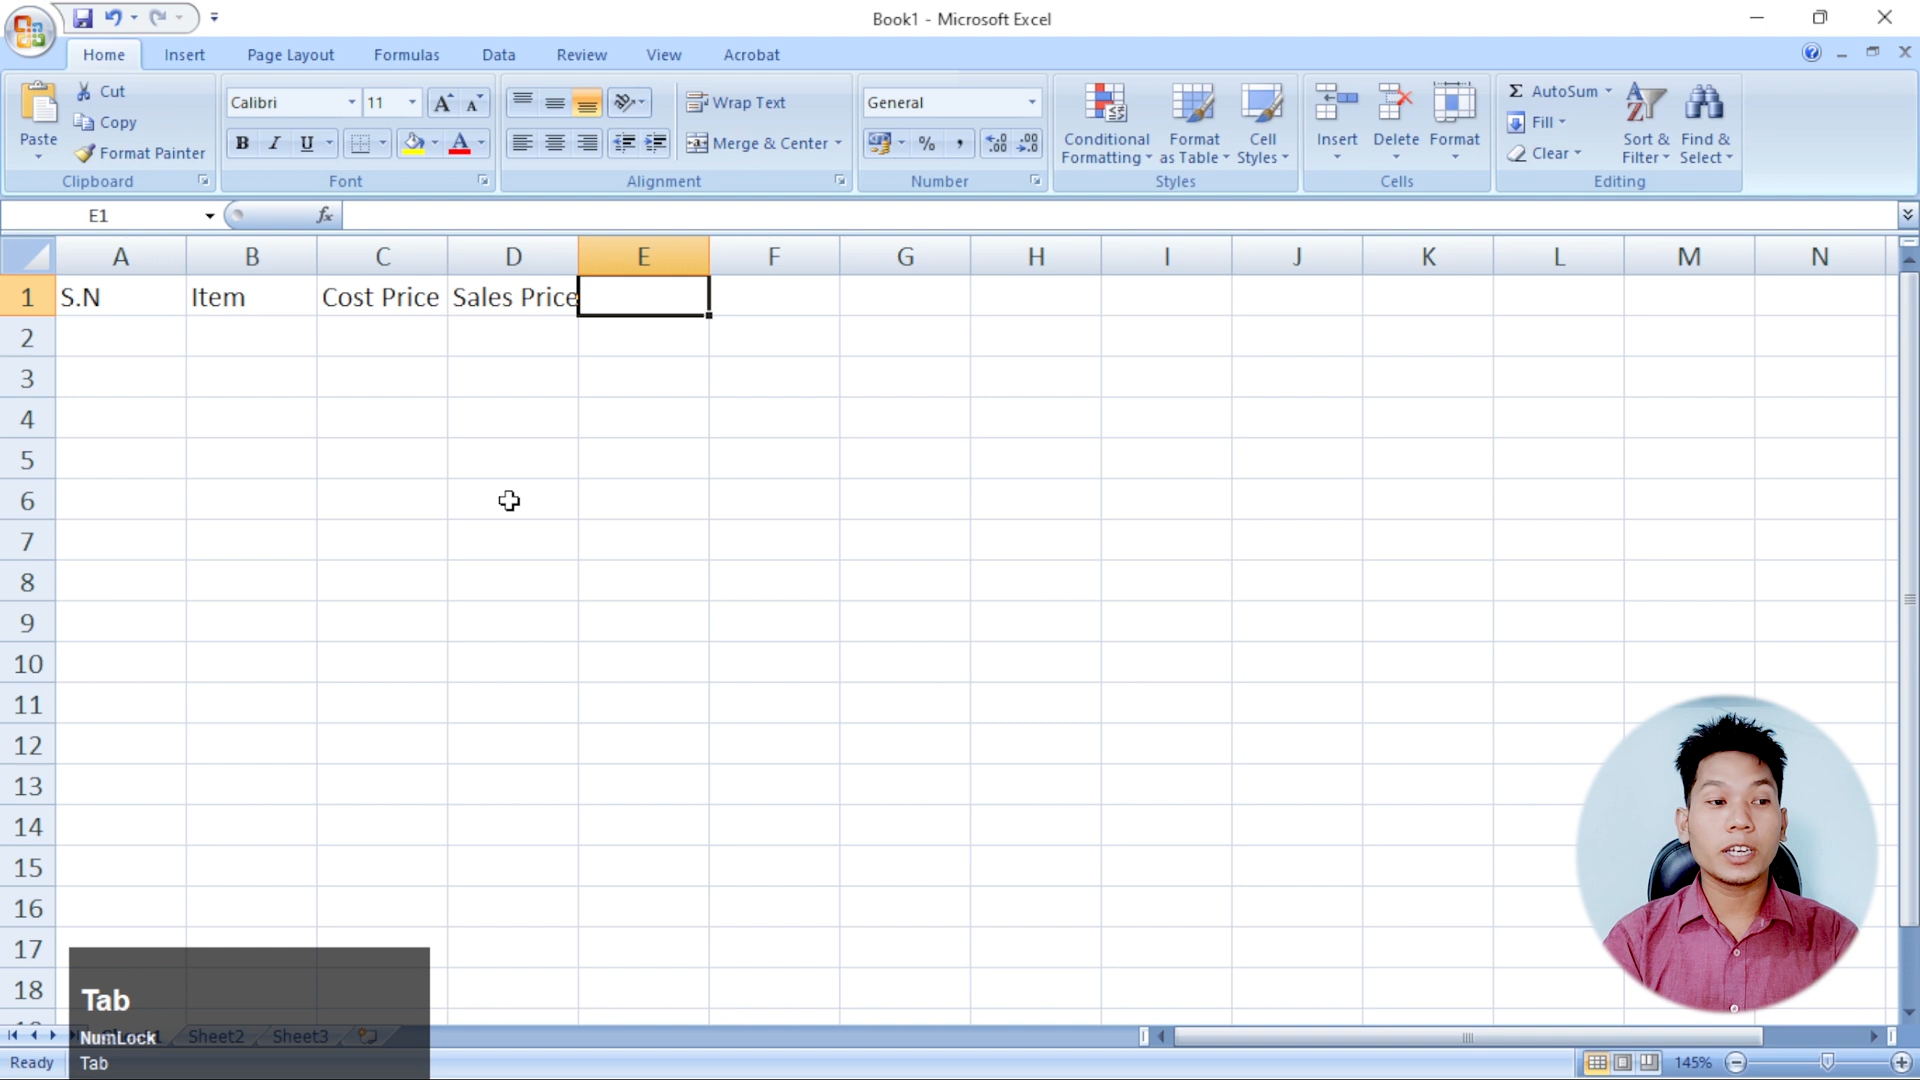 Book1 - Microsoft Excel
Home Insert Page Layout Formulas Data Review View Acrobat
Paste Cut Copy Format Painter
Clipboard
Calibri 11
B I U
Font
Wrap Text
Merge & Center
Alignment
General
%
Number
Conditional Formatting Format as Table Cell Styles
Styles
Insert Delete Format
Cells
Σ AutoSum
Fill
Clear
Sort & Filter Find & Select
Editing
E1 fx
A B C D E F G H I J K L M N
1 S.N Item Cost Price Sales Price
2
3
4
5
6
7
8
9
10
11
12
13
14
15
16
17
18
Tab
NumLock
Tab
Sheet2 Sheet3
Ready 145%